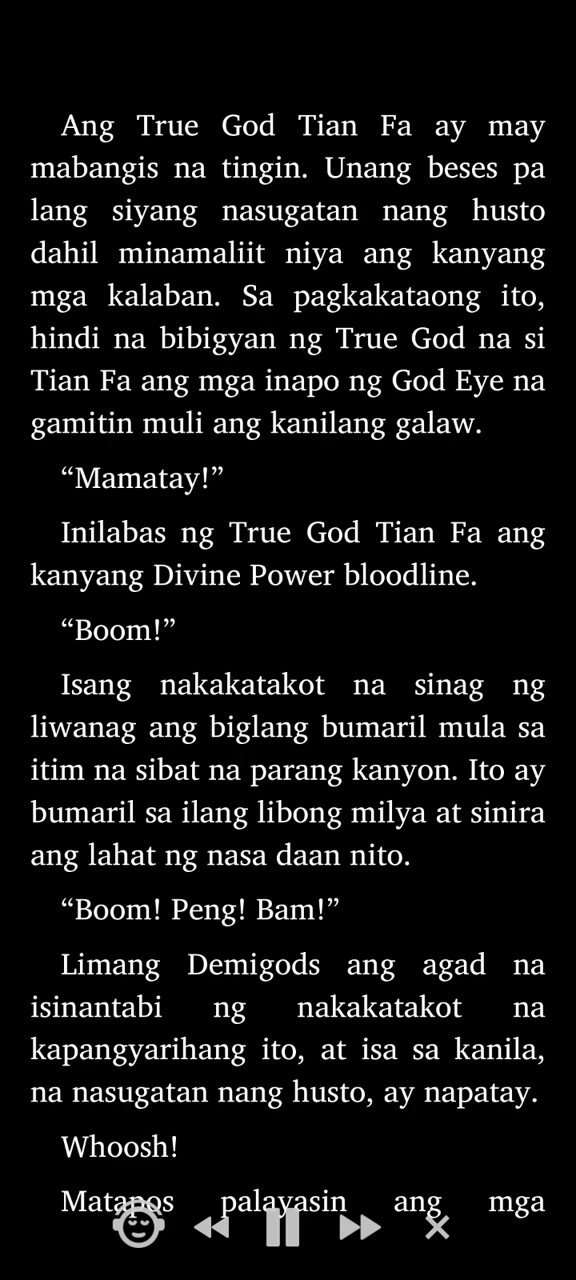 Ang True God Tian Fa ay may
mabangis na tingin. Unang beses pa
lang siyang nasugatan nang husto
dahil minamaliit niya ang kanyang
mga kalaban. Sa pagkakataong ito,
hindi na bibigyan ng True God na si
Tian Fa ang mga inapo ng God Eye na
gamitin muli ang kanilang galaw.
“Mamatay!”
Inilabas ng True God Tian Fa ang
kanyang Divine Power bloodline.
“Boom!”
Isang nakakatakot na sinag ng
liwanag ang biglang bumaril mula sa
itim na sibat na parang kanyon. Ito ay
bumaril sa ilang libong milya at sinira
ang lahat ng nasa daan nito.
“Boom! Peng! Bam!”
Limang Demigods ang agad na
isinantabi ng nakakatakot na
kapangyarihang ito, at isa sa kanila,
na nasugatan nang husto, ay napatay.
Whoosh!
Matapos palayasin ang mga